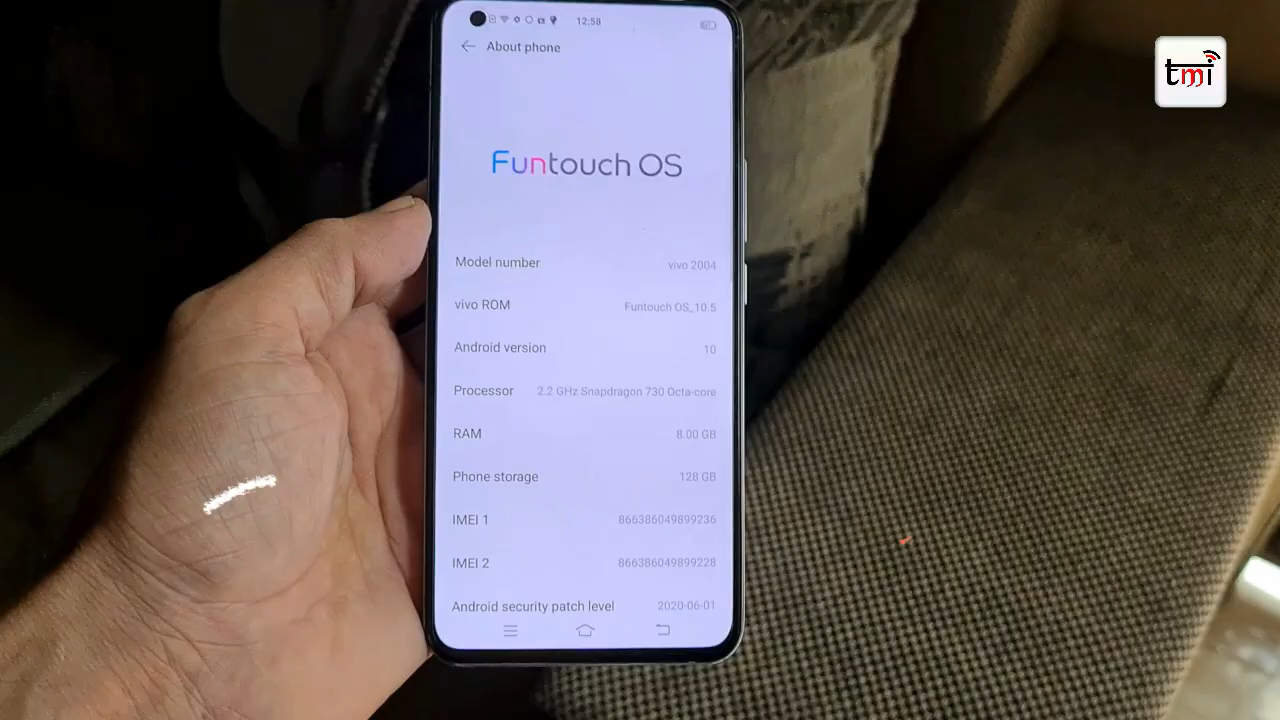 12:58
tmi
About phone
Funtouch OS
Model number vivo 2004
vivo ROM Funtouch OS_10.5
Android version 10
Processor 2.2 GHz Snapdragon 730 Octa-core
RAM 8.00 GB
Phone storage 128 GB
IMEI 1 866386049899236
IMEI 2 866386049899228
Android security patch level 2020-06-01